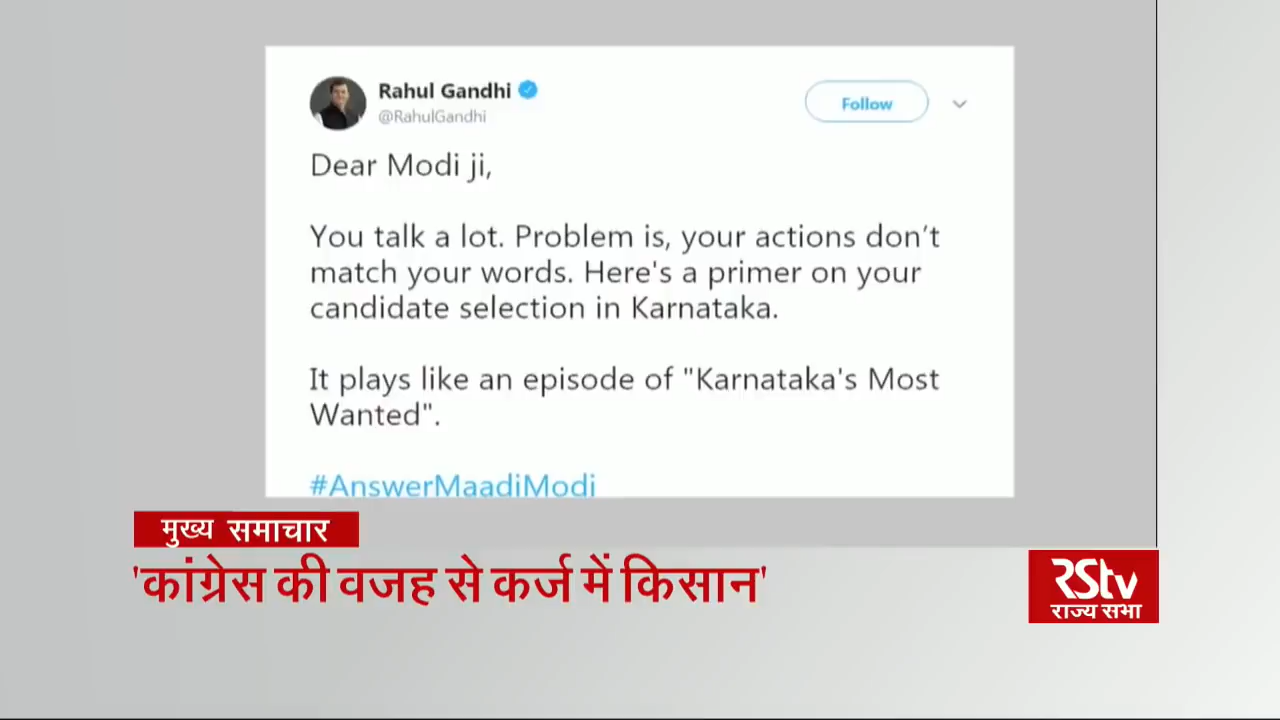 Rahul Gandhi
@RahulGandhi
Follow
Dear Modi ji,
You talk a lot. Problem is, your actions don’t
match your words. Here's a primer on your
candidate selection in Karnataka.
It plays like an episode of "Karnataka's Most
Wanted".
#AnswerMaadiModi
मुख्य समाचार
'कांग्रेस की वजह से कर्ज में किसान'
RStv
राज्य सभा